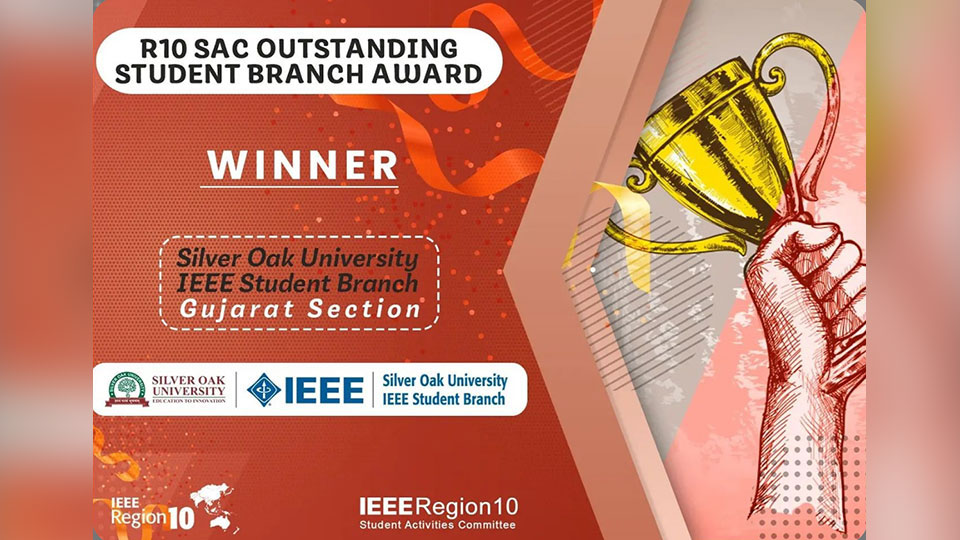 R10 SAC OUTSTANDING
STUDENT BRANCH AWARD
WINNER
Silver Oak University
IEEE Student Branch
Gujarat Section
SILVER OAK
UNIVERSITY
EDUCATION TO INNOVATION
IEEE
Silver Oak University
IEEE Student Branch
IEEE
Region10
IEEERegion10
Student Activities Committee